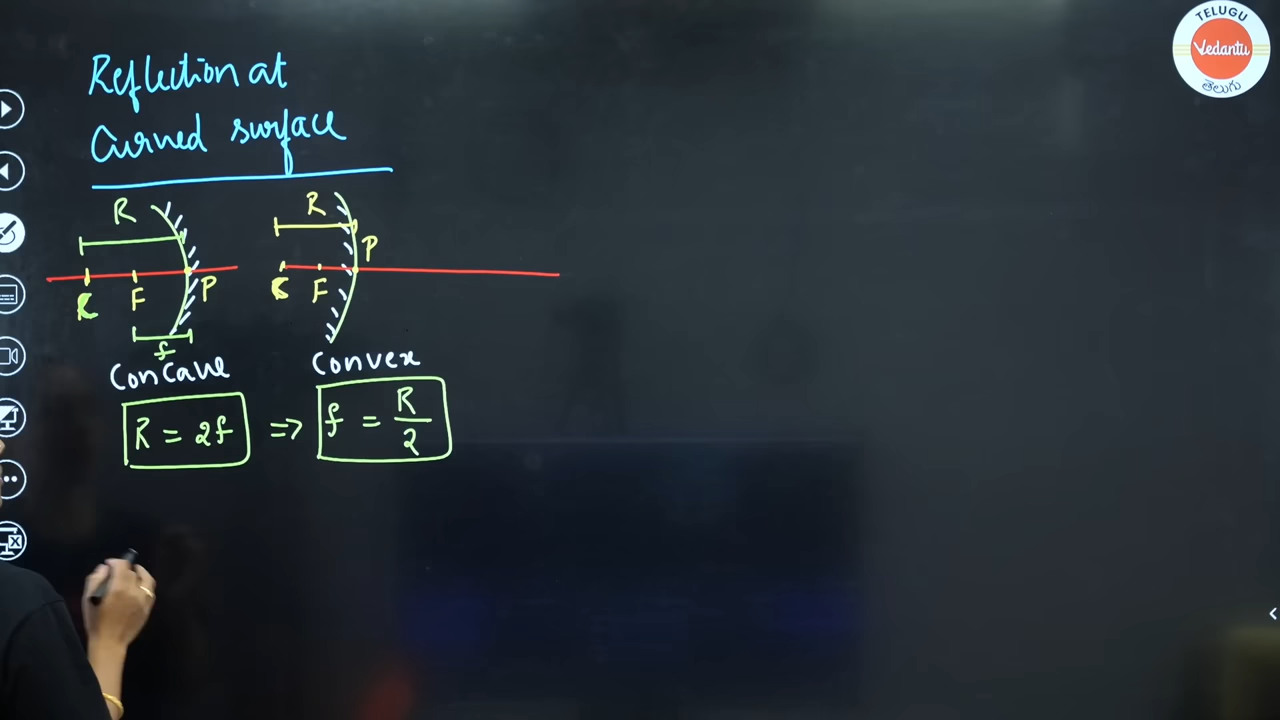 TELUGU
Vedantu
తెలుగు
Reflection at
Curved surface
R
R
P
C
F
P
C
F
f
Concave
Convex
R = 2f ⇒ f = R/2